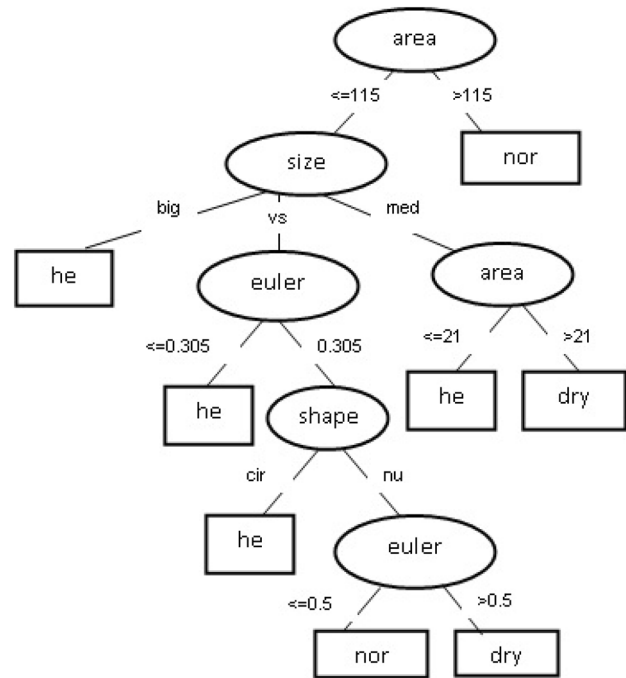 area
<=115
>115
size
nor
big
vs
med
he
euler
area
<=0.305
0.305
<=21
>21
he
shape
he
dry
cir
nu
he
euler
<=0.5
>0.5
nor
dry